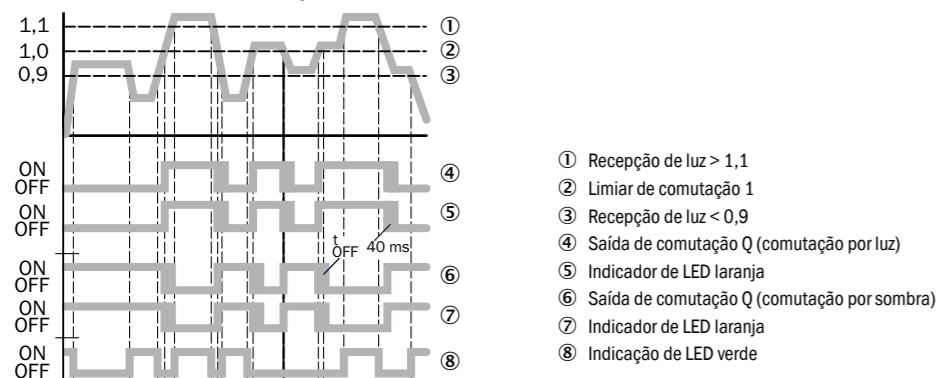 1,1 ①
1,0 ②
0,9 ③
ON
OFF ④
ON
OFF ⑤
t OFF 40 ms
ON
OFF ⑥
ON
OFF ⑦
ON
OFF ⑧
① Recepção de luz > 1,1
② Limiar de comutação 1
③ Recepção de luz < 0,9
④ Saída de comutação Q (comutação por luz)
⑤ Indicador de LED laranja
⑥ Saída de comutação Q (comutação por sombra)
⑦ Indicador de LED laranja
⑧ Indicação de LED verde